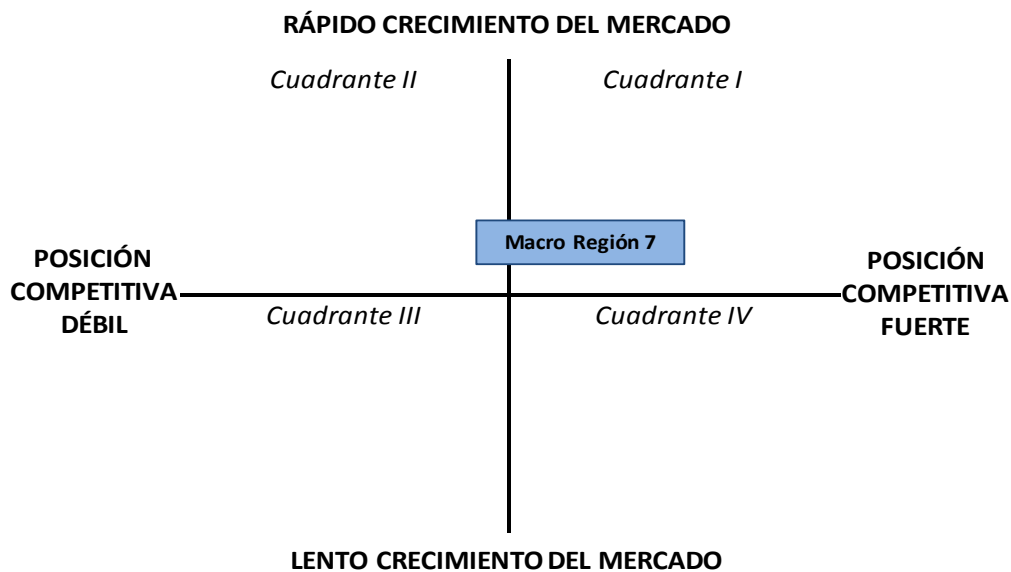 RÁPIDO CRECIMIENTO DEL MERCADO
Cuadrante II
Cuadrante I
Macro Región 7
POSICIÓN
COMPETITIVA
DÉBIL
POSICIÓN
COMPETITIVA
FUERTE
Cuadrante III
Cuadrante IV
LENTO CRECIMIENTO DEL MERCADO